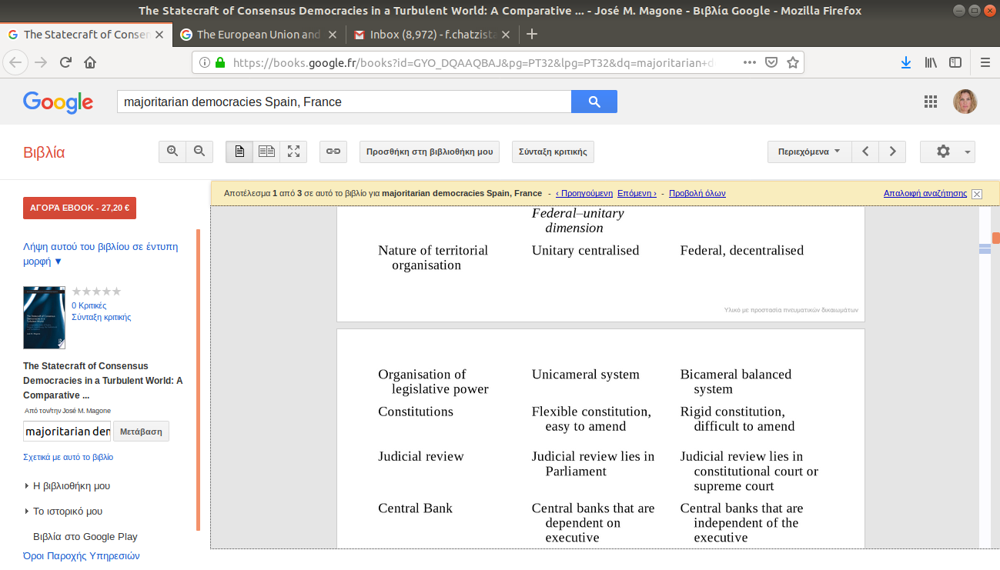 The Statecraft of Consensus Democracies in a Turbulent World: A Comparative ... - José M. Magone - Βιβλία Google - Mozilla Firefox
The Statecraft of Conser
The European Union and
Inbox (8,972) - f.chatzista
https://books.google.fr/books?id=GYO_DQAAQBAJ&pg=PT32&lpg=PT32&dq=majoritarian+d
Google
majoritarian democracies Spain, France
Βιβλία
Προσθήκη στη βιβλιοθήκη μου
Σύνταξη κριτικής
Περιεχόμενα
ΑΓΟΡΆ EBOOK - 27,20 €
Λήψη αυτού του βιβλίου σε έντυπη
μορφή ▼
0 Κριτικές
Σύνταξη κριτικής
The Statecraft of Consensus
Democracies in a Turbulent World: A
Comparative ...
Από τον/την José M. Magone
majoritarian den
Μετάβαση
Σχετικά με αυτό το βιβλίο
Η βιβλιοθήκη μου
Το ιστορικό μου
Βιβλία στο Google Play
Όροι Παροχής Υπηρεσιών
Αποτέλεσμα 1 από 3 σε αυτό το βιβλίο για majoritarian democracies Spain, France - ‹ Προηγούμενη Επόμενη › - Προβολή όλων
Απαλοιφή αναζήτησης
Federal–unitary
dimension
Nature of territorial
organisation
Unitary centralised
Federal, decentralised
Υλικό με προστασία πνευματικών δικαιωμάτων
Organisation of
legislative power
Unicameral system
Bicameral balanced
system
Constitutions
Flexible constitution,
easy to amend
Rigid constitution,
difficult to amend
Judicial review
Judicial review lies in
Parliament
Judicial review lies in
constitutional court or
supreme court
Central Bank
Central banks that are
dependent on
executive
Central banks that are
independent of the
executive